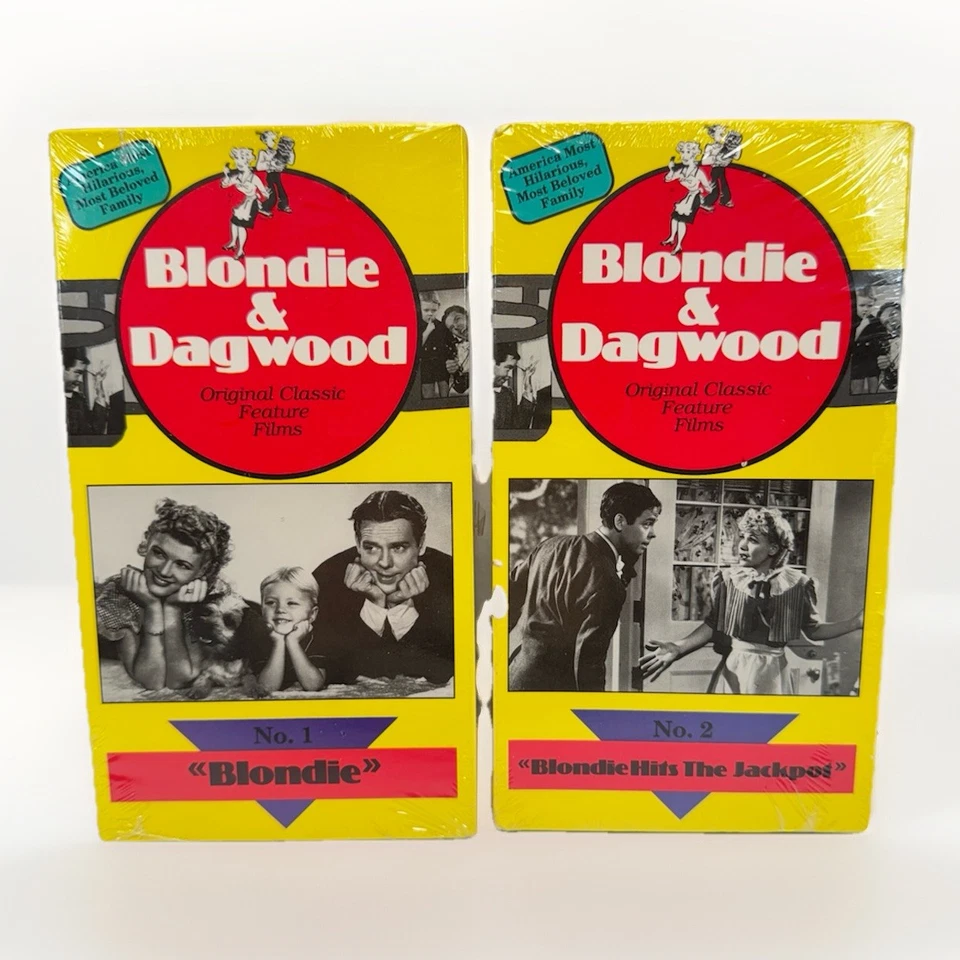 Hilarious,
Most Beloved
Family
Blondie
&
Dagwood
Original Classic
Feature
Films
No. 1
«Blondie»
America Most
Hilarious,
Most Beloved
Family
Blondie
&
Dagwood
Original Classic
Feature
Films
No. 2
«Blondie Hits The Jackpot»